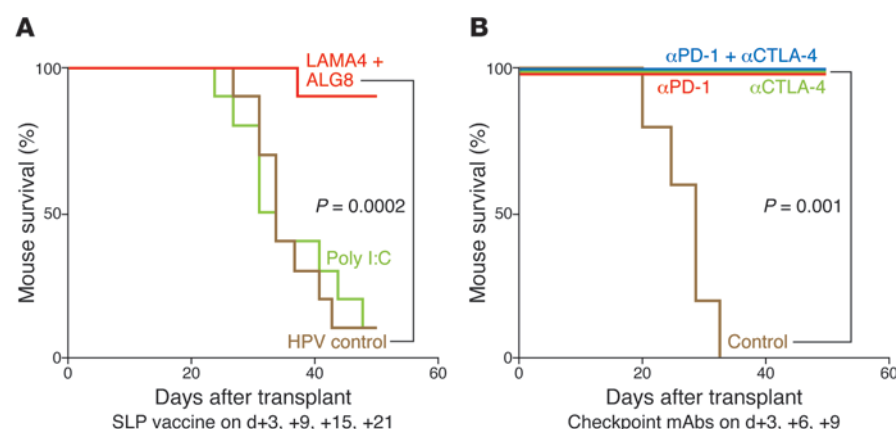 A
LAMA4 +
ALG8
100
50
0
Mouse survival (%)
P = 0.0002
Poly I:C
HPV control
0
20
40
60
Days after transplant
SLP vaccine on d+3, +9, +15, +21
B
αPD-1 + αCTLA-4
100
αPD-1
αCTLA-4
50
0
Mouse survival (%)
P = 0.001
Control
0
20
40
60
Days after transplant
Checkpoint mAbs on d+3, +6, +9